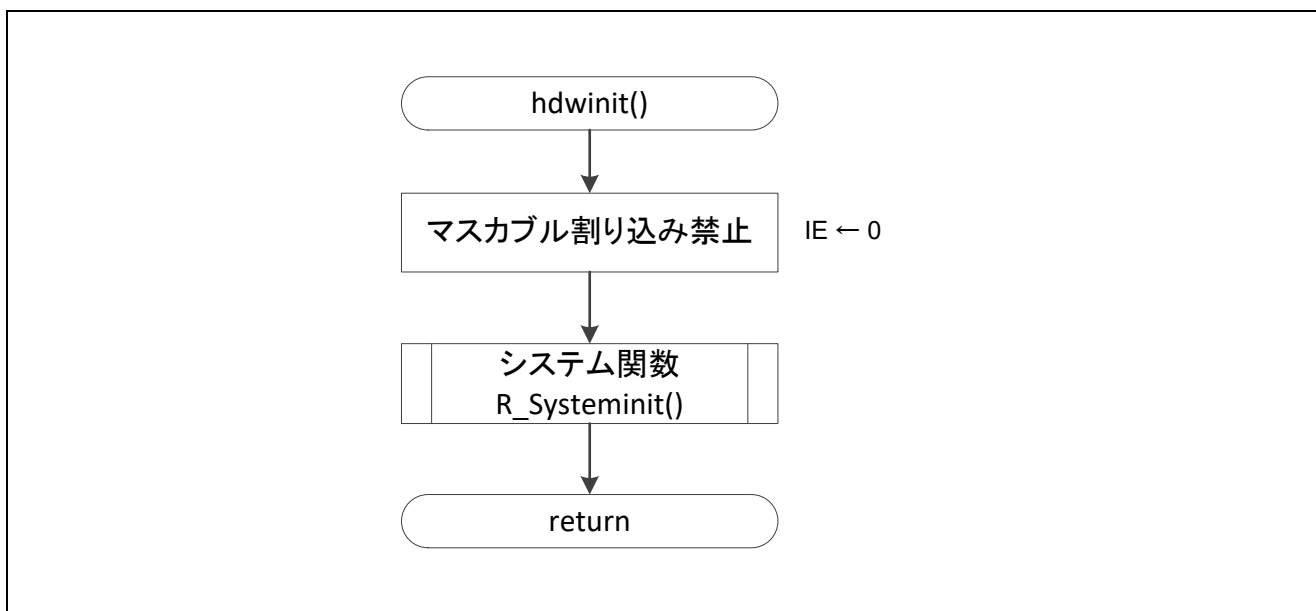 hdwinit()
マスカブル割り込み禁止
IE ← 0
システム関数
R_Systeminit()
return